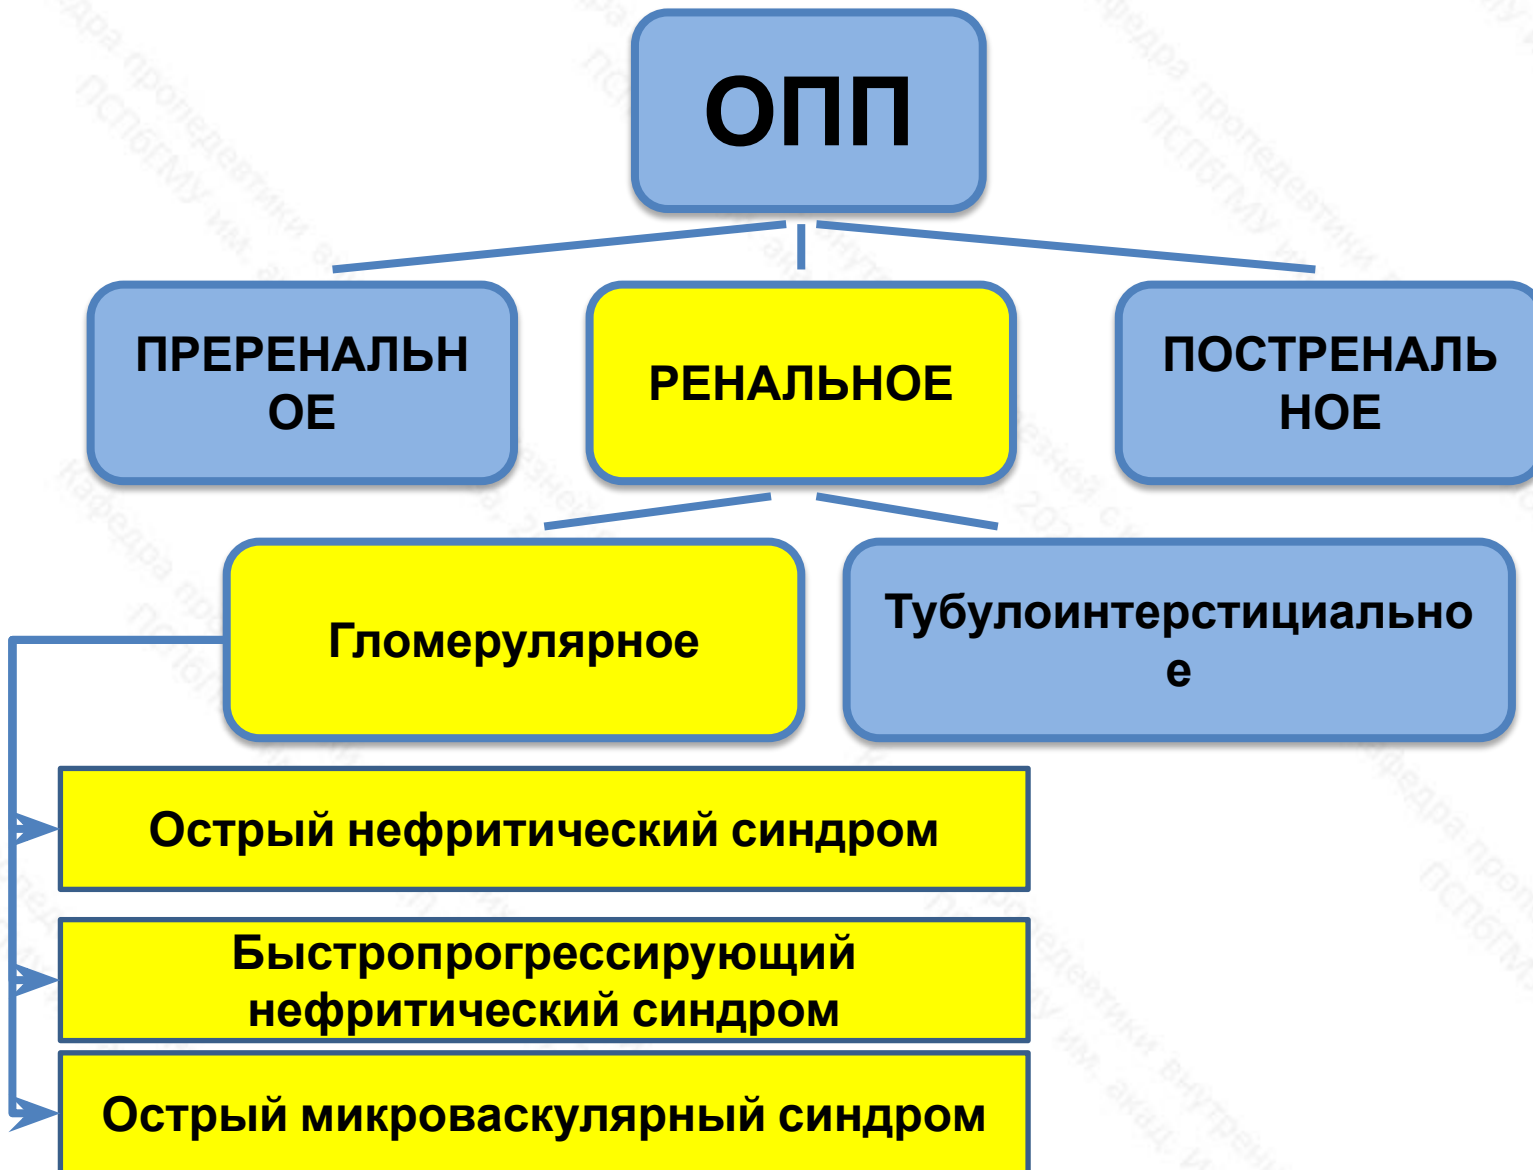 ОПП
ПРЕРЕНАЛЬН
ОЕ
РЕНАЛЬНОЕ
ПОСТРЕНАЛЬ
НОЕ
Гломерулярное
Тубулоинтерстициально
е
Острый нефритический синдром
Быстропрогрессирующий
нефритический синдром
Острый микроваскулярный синдром